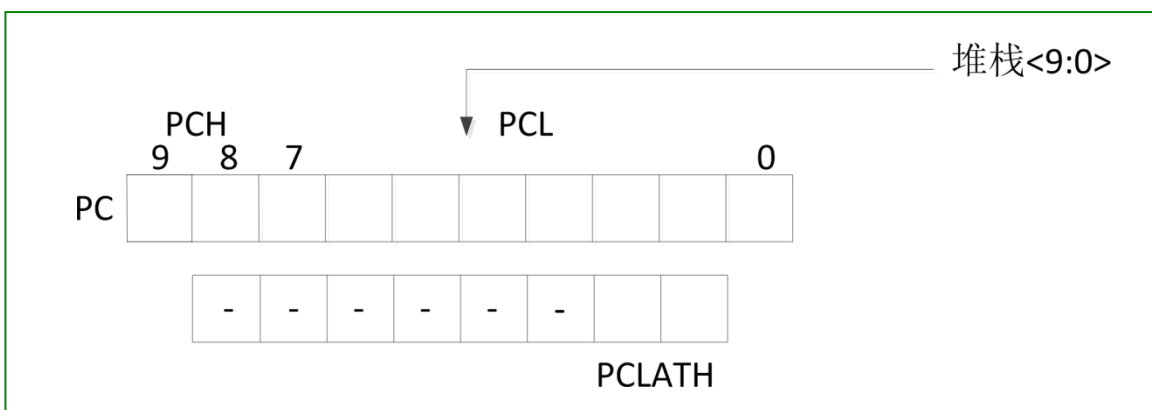 堆栈<9:0>
PCH PCL
9 8 7 0
PC
- - - - - -
PCLATH